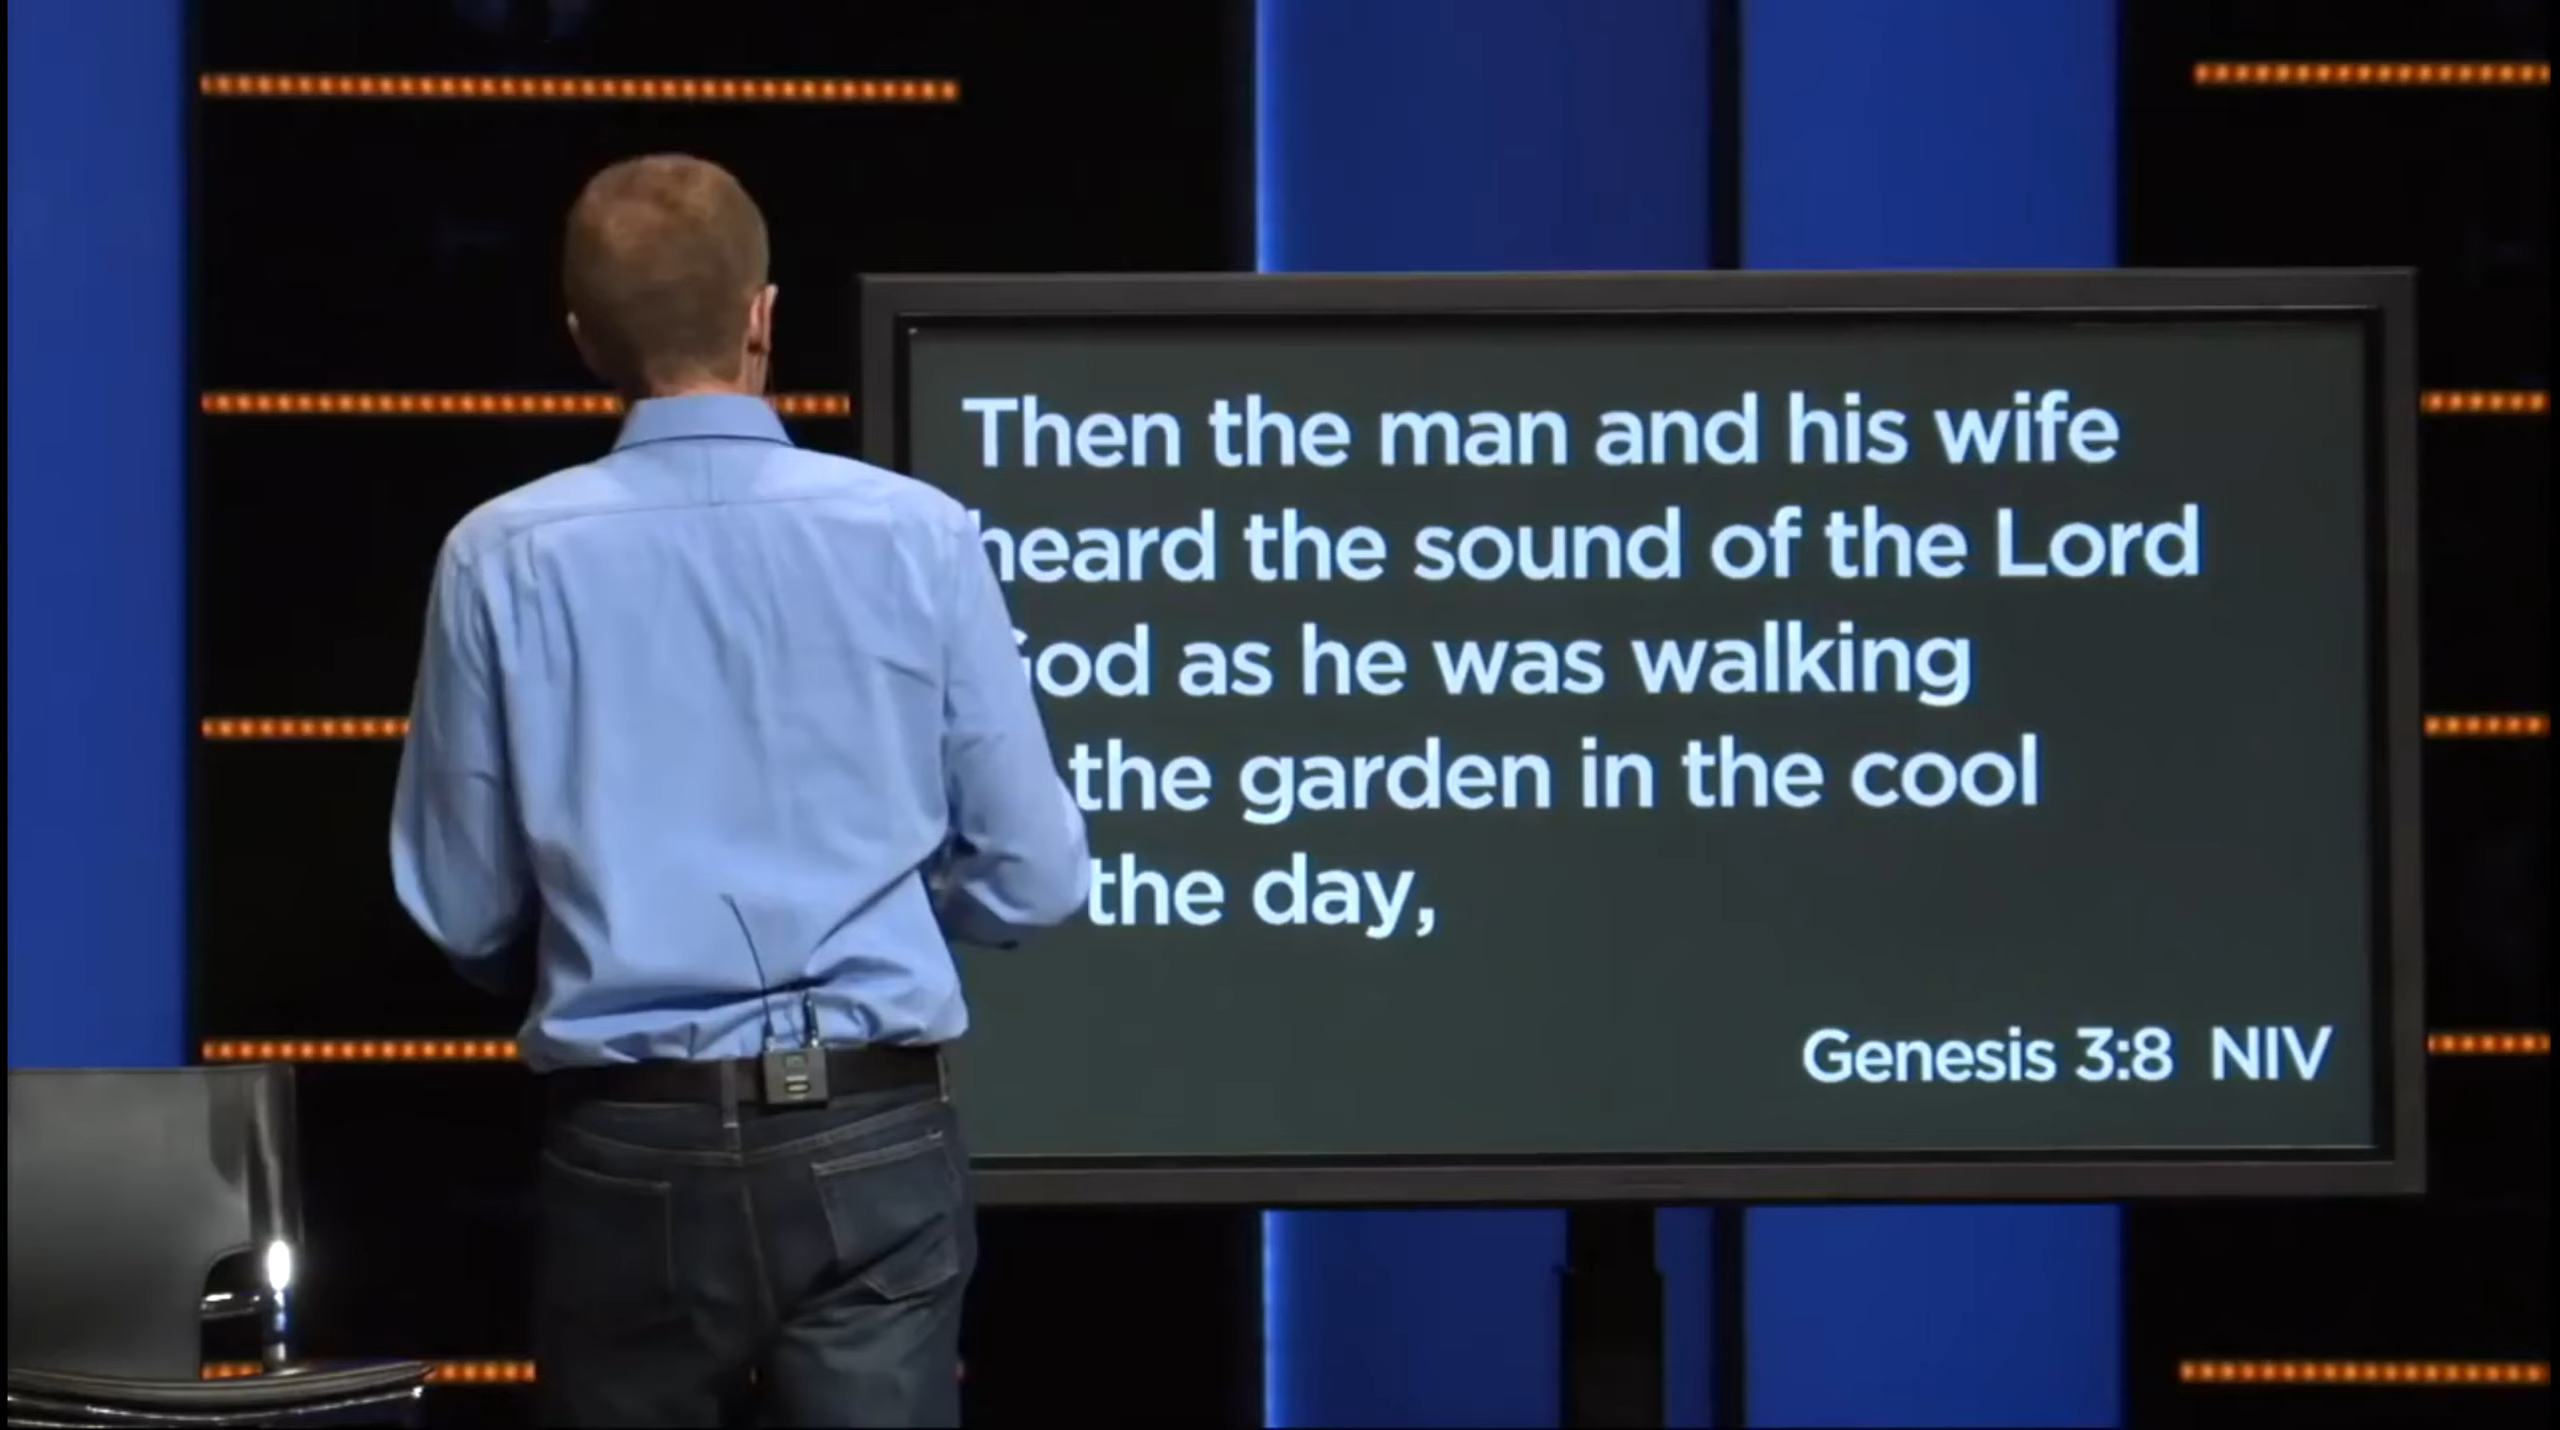 Then the man and his wife
heard the sound of the Lord
God as he was walking
the garden in the cool
the day,
Genesis 3:8 NIV